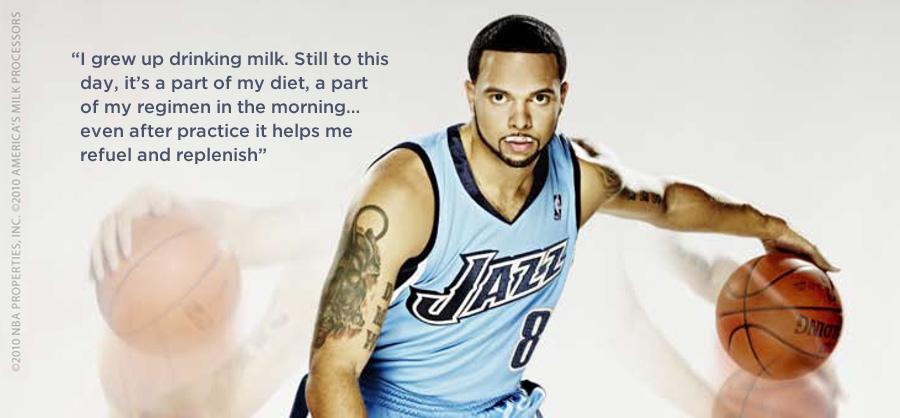 “I grew up drinking milk. Still to this
day, it’s a part of my diet, a part
of my regimen in the morning...
even after practice it helps me
refuel and replenish”
©2010 NBA PROPERTIES, INC. ©2010 AMERICA'S MILK PROCESSORS
JAZZ
8